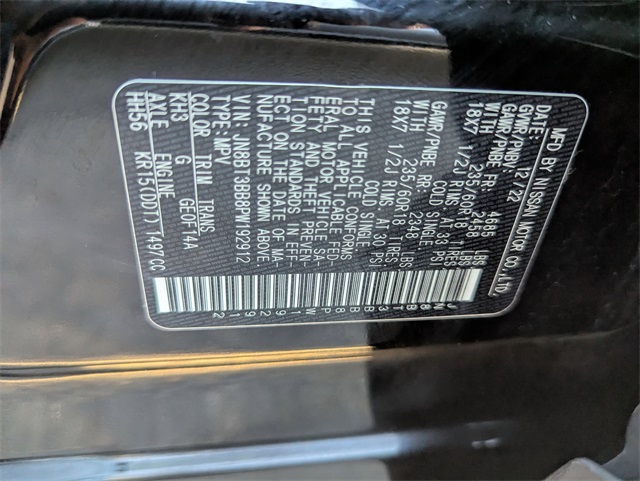 MFD BY NISSAN MOTOR CO., LTD.
DATE: 12/22
GVWR/PNBV: 4685 LBS
GAWR/PNBE FR: 2458 LBS
WITH 235/60R18 TIRES
18X7 1/2J RIMS AT 33 PSI
COLD SINGLE
GAWR/PNBE RR: 2348 LBS
WITH 235/60R18 TIRES
18X7 1/2J RIMS AT 30 PSI
COLD SINGLE
THIS VEHICLE CONFORMS
TO ALL APPLICABLE FED-
ERAL MOTOR VEHICLE SA-
FETY AND THEFT PREVEN-
TION STANDARDS IN EFF-
ECT ON THE DATE OF MA-
NUFACTURE SHOWN ABOVE
VIN:JN8BT3BB8PW192912
TYPE:MPV
COLOR TRIM TRANS
KH3 G GE0F14A
AXLE ENGINE
HH56 KR15(DDT) 1497CC
JN8BT3BB8PW192912